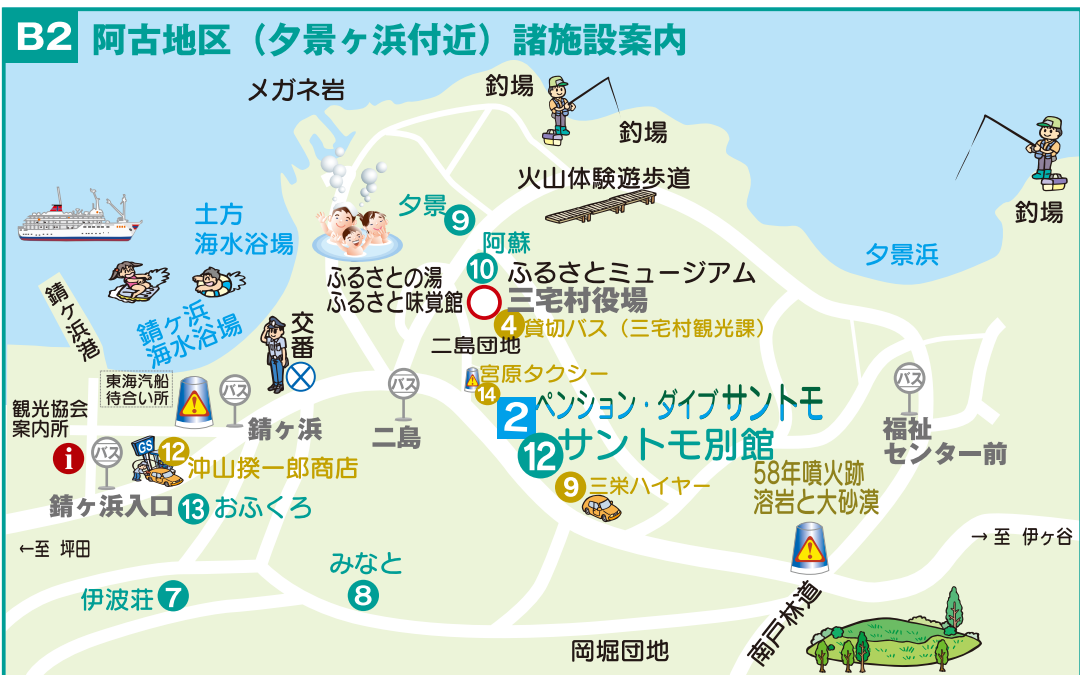 B2 阿古地区（夕景ヶ浜付近）諸施設案内
メガネ岩
釣場
釣場
火山体験遊歩道
釣場
土方
海水浴場
夕景 9
阿蘇
10 ふるさとミュージアム
夕景浜
ふるさとの湯
ふるさと味覚館
三宅村役場
4 貸切バス（三宅村観光課）
錆ヶ浜港
錆ヶ浜
海水浴場
交番
二島団地
宮原タクシー
14
東海汽船
待合い所
バス
バス
バス
2 ペンション・ダイブサントモ
12 サントモ別館
観光協会
案内所
i
バス
錆ヶ浜
二島
福祉
センター前
GS
12 沖山揆一郎商店
9 三栄ハイヤー
58年噴火跡
溶岩と大砂漠
錆ヶ浜入口
13 おふくろ
←至 坪田
→至 伊ヶ谷
みなと
8
伊波荘 7
南戸林道
岡堀団地